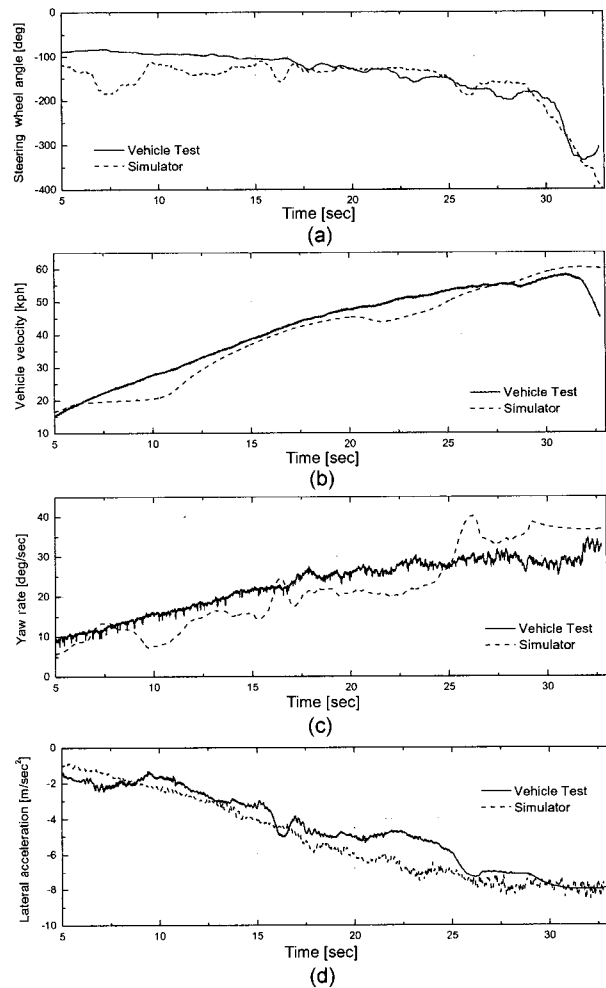 0
-100
-200
-300
-400
Steering wheel angle [deg]
Vehicle Test
Simulator
5 10 15 20 25 30
Time [sec]
(a)
60
50
40
30
20
10
Vehicle velocity [kph]
Vehicle Test
Simulator
5 10 15 20 25 30
Time [sec]
(b)
40
30
20
10
0
Yaw rate [deg/sec]
Vehicle Test
Simulator
5 10 15 20 25 30
Time [sec]
(c)
0
-2
-4
-6
-8
-10
Lateral acceleration [m/sec²]
Vehicle Test
Simulator
5 10 15 20 25 30
Time [sec]
(d)